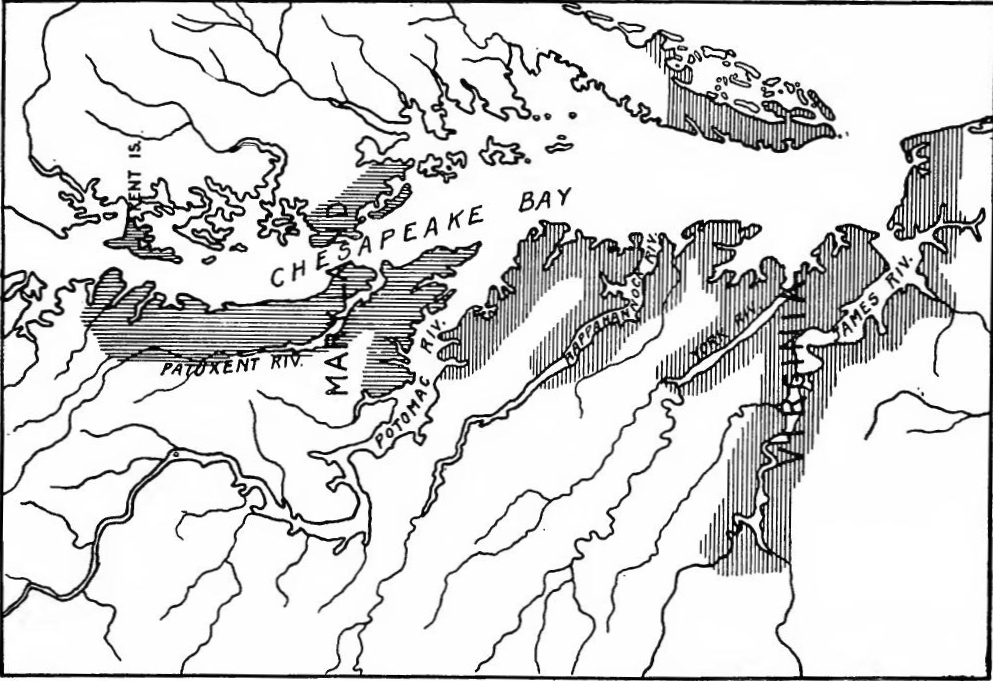 KENT IS.
CHESAPEAKE BAY
MARYLAND
PATUXENT RIV.
POTOMAC RIV.
RAPPAHANNOCK RIV.
YORK RIV.
VIRGINIA
JAMES RIV.